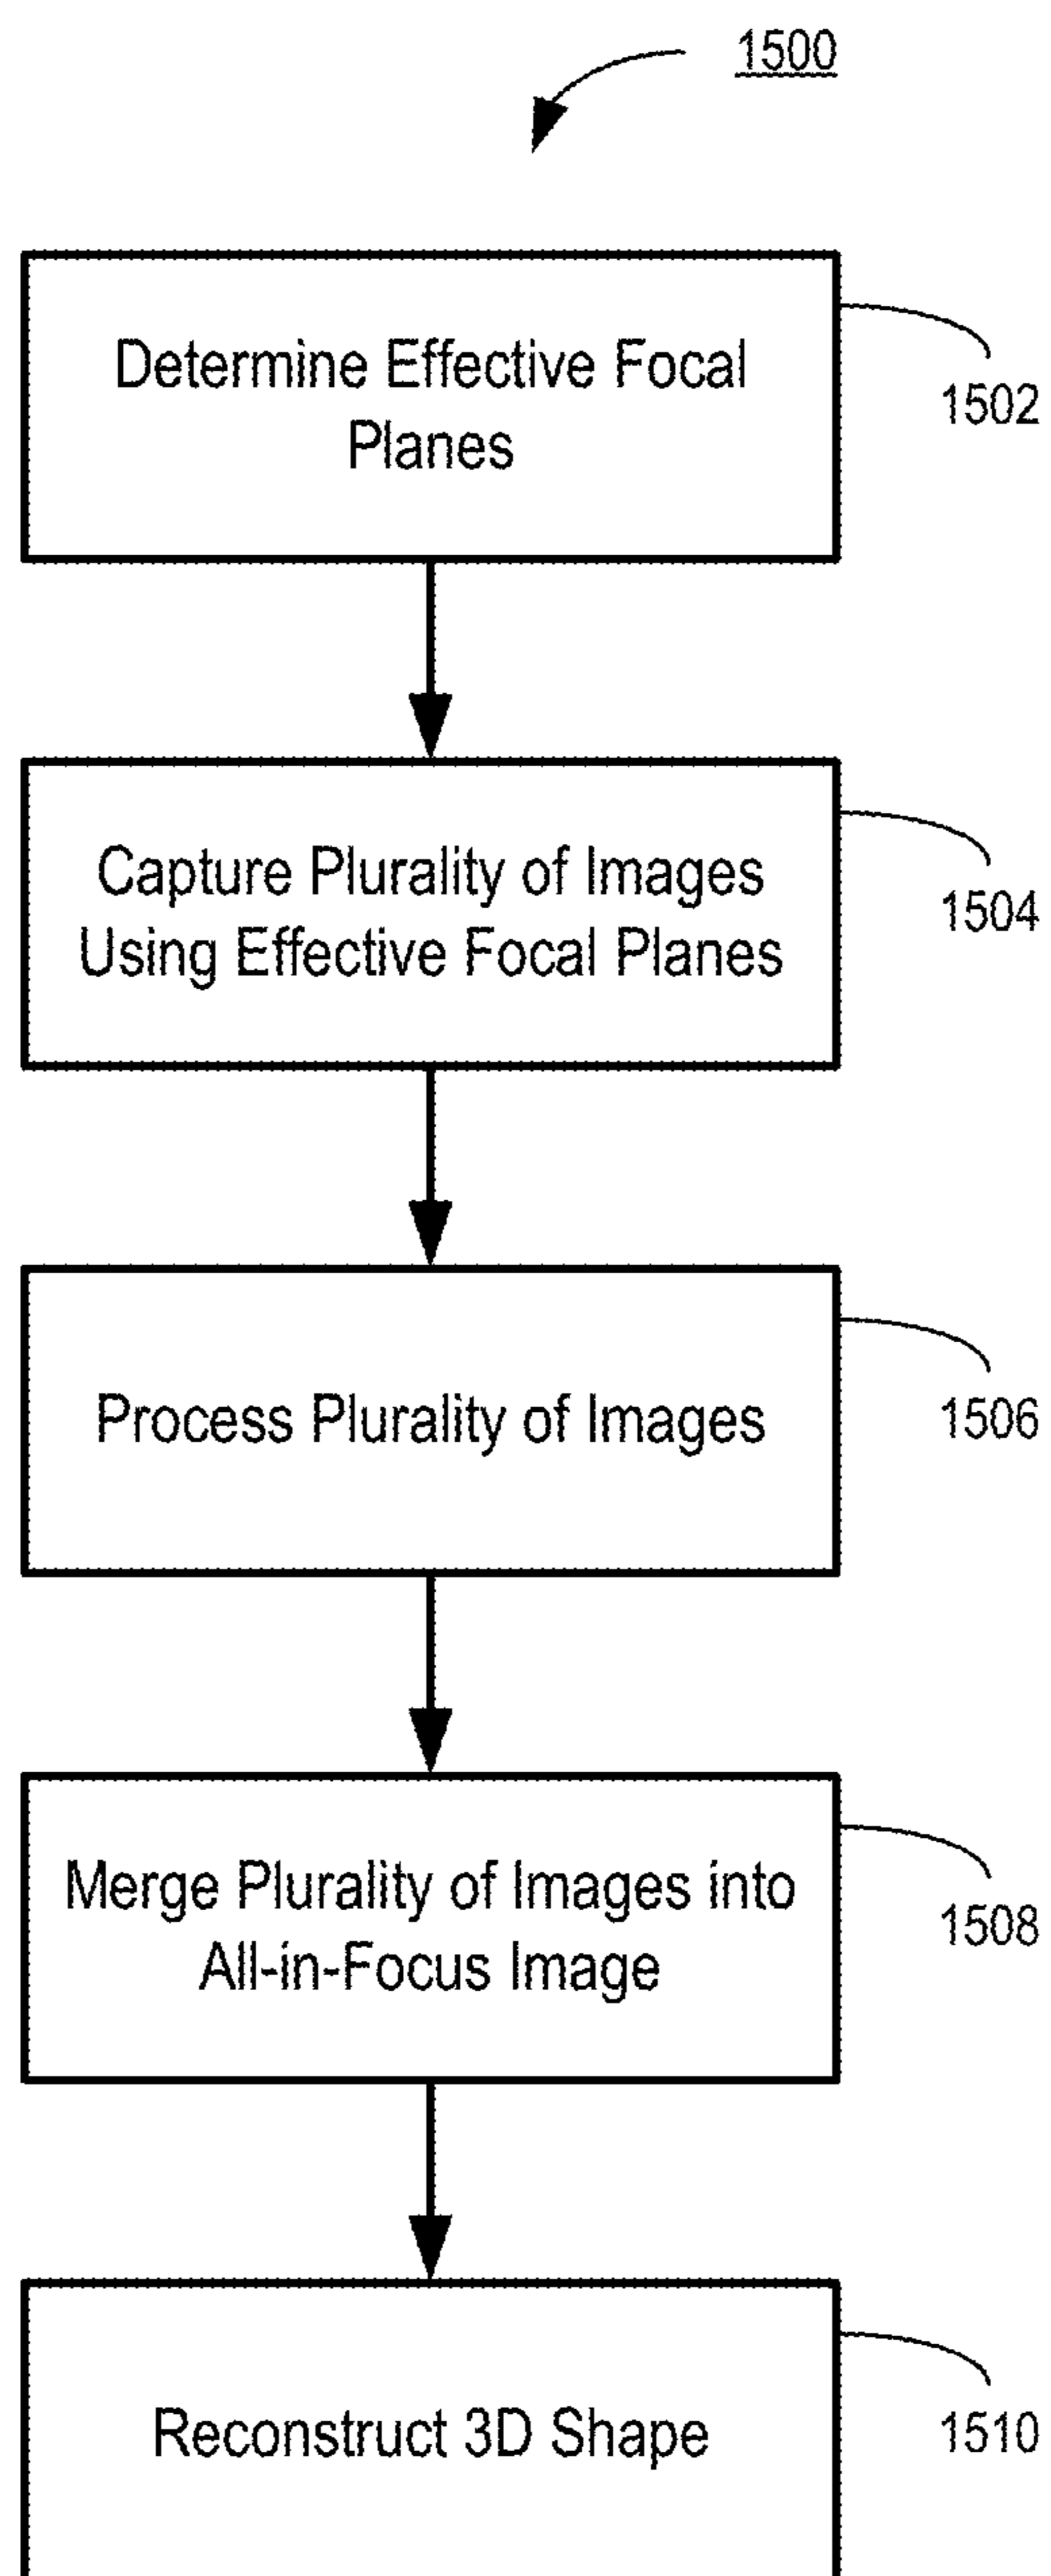 1500
Determine Effective Focal
Planes
1502
Capture Plurality of Images
Using Effective Focal Planes
1504
Process Plurality of Images
1506
Merge Plurality of Images into
All-in-Focus Image
1508
Reconstruct 3D Shape
1510